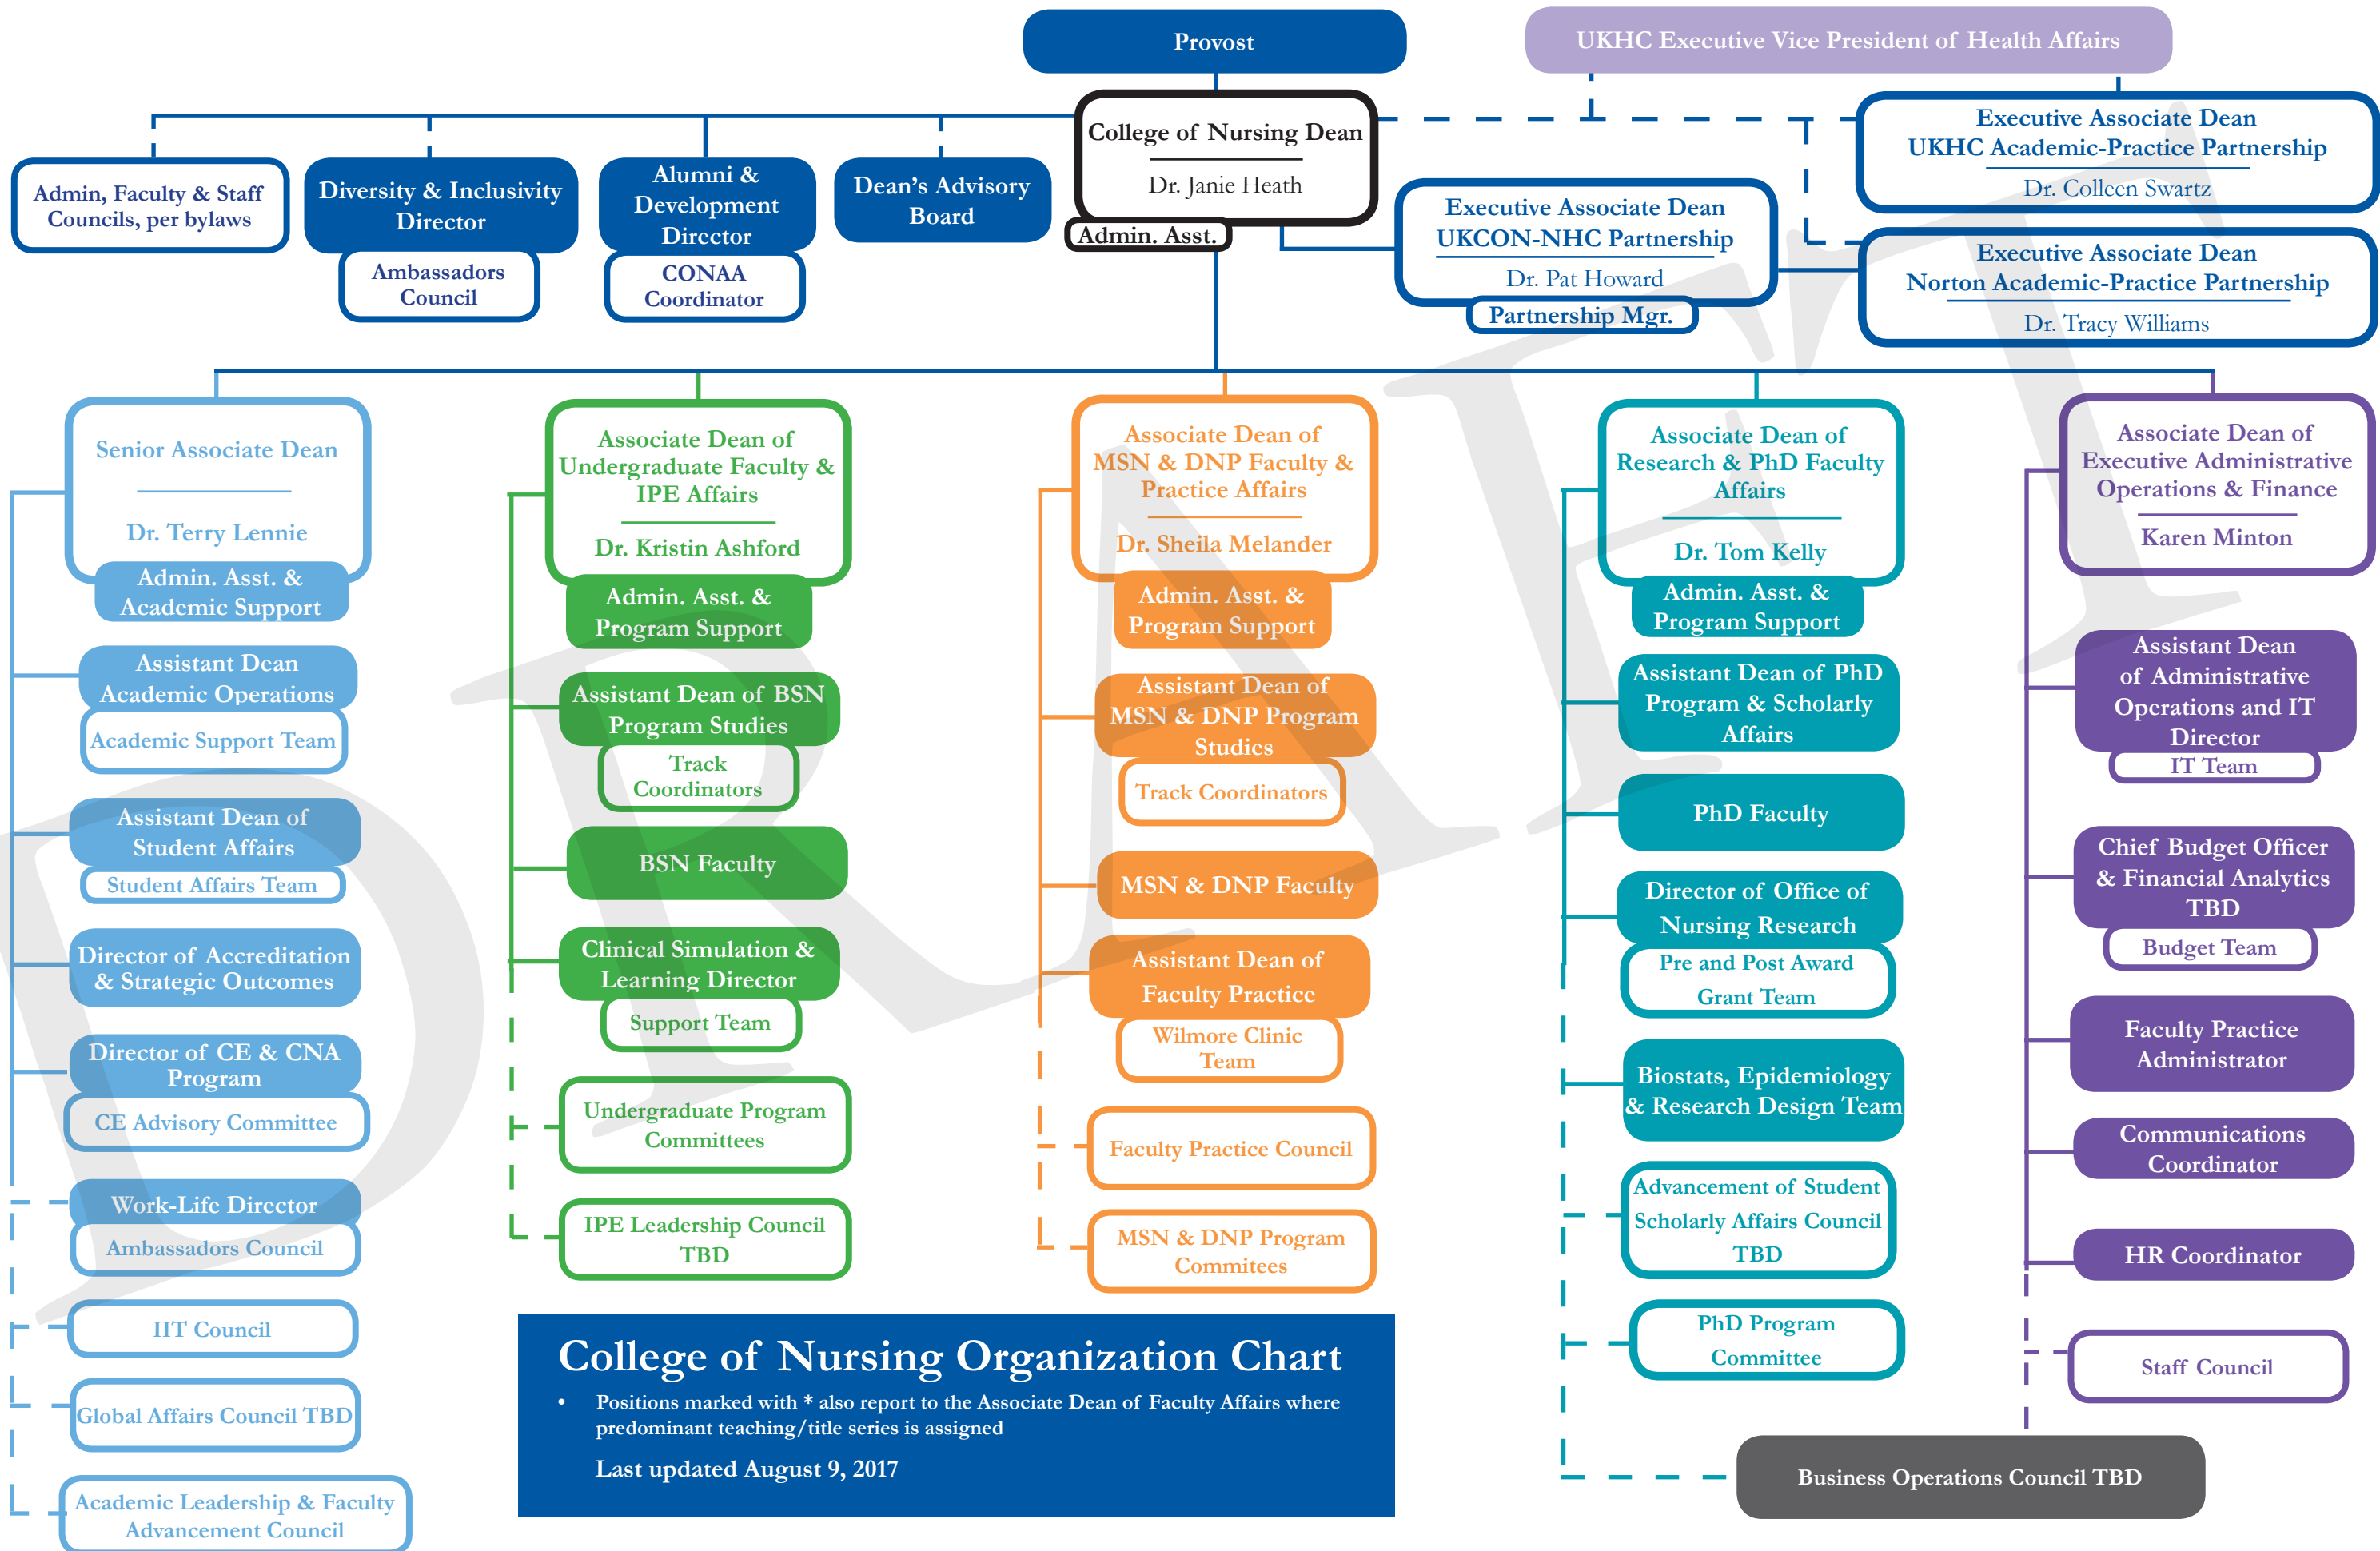 Provost
UKHC Executive Vice President of Health Affairs
College of Nursing Dean
Dr. Janie Heath
Admin. Asst.
Executive Associate Dean
UKHC Academic-Practice Partnership
Dr. Colleen Swartz
Admin, Faculty & Staff
Councils, per bylaws
Diversity & Inclusivity
Director
Ambassadors
Council
Alumni &
Development
Director
CONAA
Coordinator
Dean's Advisory
Board
Executive Associate Dean
UKCON-NHC Partnership
Dr. Pat Howard
Partnership Mgr.
Executive Associate Dean
Norton Academic-Practice Partnership
Dr. Tracy Williams
Senior Associate Dean
Dr. Terry Lennie
Admin. Asst. &
Academic Support
Assistant Dean
Academic Operations
Academic Support Team
Assistant Dean of
Student Affairs
Student Affairs Team
Director of Accreditation
& Strategic Outcomes
Director of CE & CNA
Program
CE Advisory Committee
Work-Life Director
Ambassadors Council
IIT Council
Global Affairs Council TBD
Academic Leadership & Faculty
Advancement Council
Associate Dean of
Undergraduate Faculty &
IPE Affairs
Dr. Kristin Ashford
Admin. Asst. &
Program Support
Assistant Dean of BSN
Program Studies
Track
Coordinators
BSN Faculty
Clinical Simulation &
Learning Director
Support Team
Undergraduate Program
Committees
IPE Leadership Council
TBD
Associate Dean of
MSN & DNP Faculty &
Practice Affairs
Dr. Sheila Melander
Admin. Asst. &
Program Support
Assistant Dean of
MSN & DNP Program
Studies
Track Coordinators
MSN & DNP Faculty
Assistant Dean of
Faculty Practice
Wilmore Clinic
Team
Faculty Practice Council
MSN & DNP Program
Commitees
Associate Dean of
Research & PhD Faculty
Affairs
Dr. Tom Kelly
Admin. Asst. &
Program Support
Assistant Dean of PhD
Program & Scholarly
Affairs
PhD Faculty
Director of Office of
Nursing Research
Pre and Post Award
Grant Team
Biostats, Epidemiology
& Research Design Team
Advancement of Student
Scholarly Affairs Council
TBD
PhD Program
Committee
Associate Dean of
Executive Administrative
Operations & Finance
Karen Minton
Assistant Dean
of Administrative
Operations and IT
Director
IT Team
Chief Budget Officer
& Financial Analytics
TBD
Budget Team
Faculty Practice
Administrator
Communications
Coordinator
HR Coordinator
Staff Council
Business Operations Council TBD
College of Nursing Organization Chart
• Positions marked with * also report to the Associate Dean of Faculty Affairs where
predominant teaching/title series is assigned
Last updated August 9, 2017
DRAFT